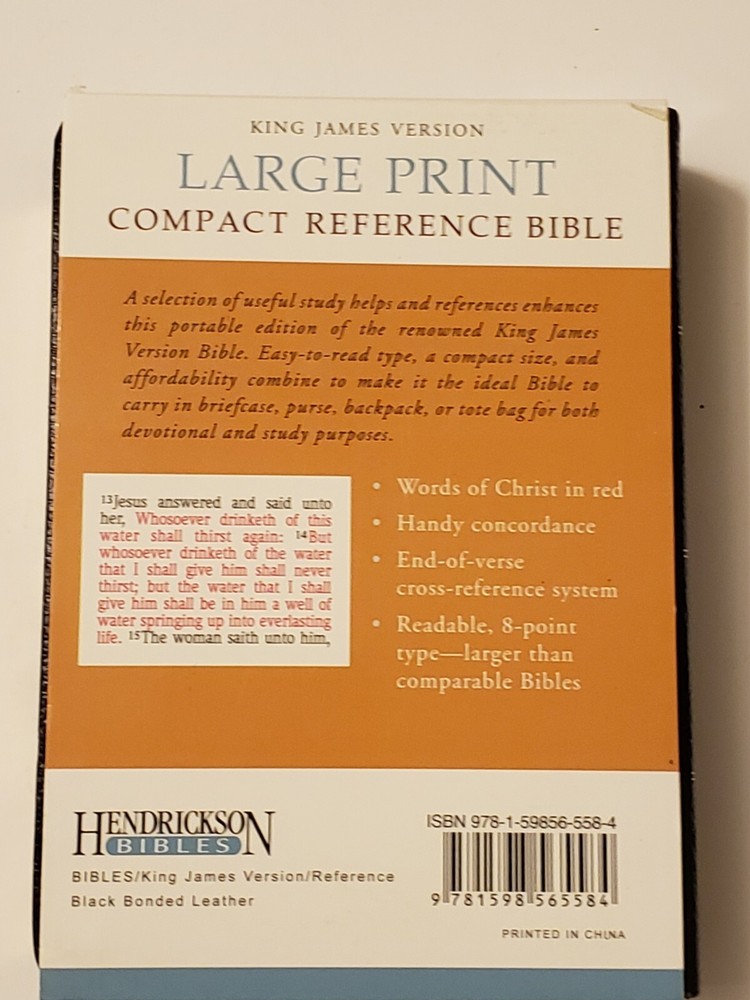 KING JAMES VERSION
LARGE PRINT
COMPACT REFERENCE BIBLE
A selection of useful study helps and references enhances
this portable edition of the renowned King James
Version Bible. Easy-to-read type, a compact size, and
affordability combine to make it the ideal Bible to
carry in briefcase, purse, backpack, or tote bag for both
devotional and study purposes.
13Jesus answered and said unto
her, Whosoever drinketh of this
water shall thirst again: 14But
whosoever drinketh of the water
that I shall give him shall never
thirst; but the water that I shall
give him shall be in him a well of
water springing up into everlasting
life. 15The woman saith unto him,
• Words of Christ in red
• Handy concordance
• End-of-verse
cross-reference system
• Readable, 8-point
type—larger than
comparable Bibles
HENDRICKSON
BIBLES
BIBLES/King James Version/Reference
Black Bonded Leather
ISBN 978-1-59856-558-4
9 781598 565584
PRINTED IN CHINA